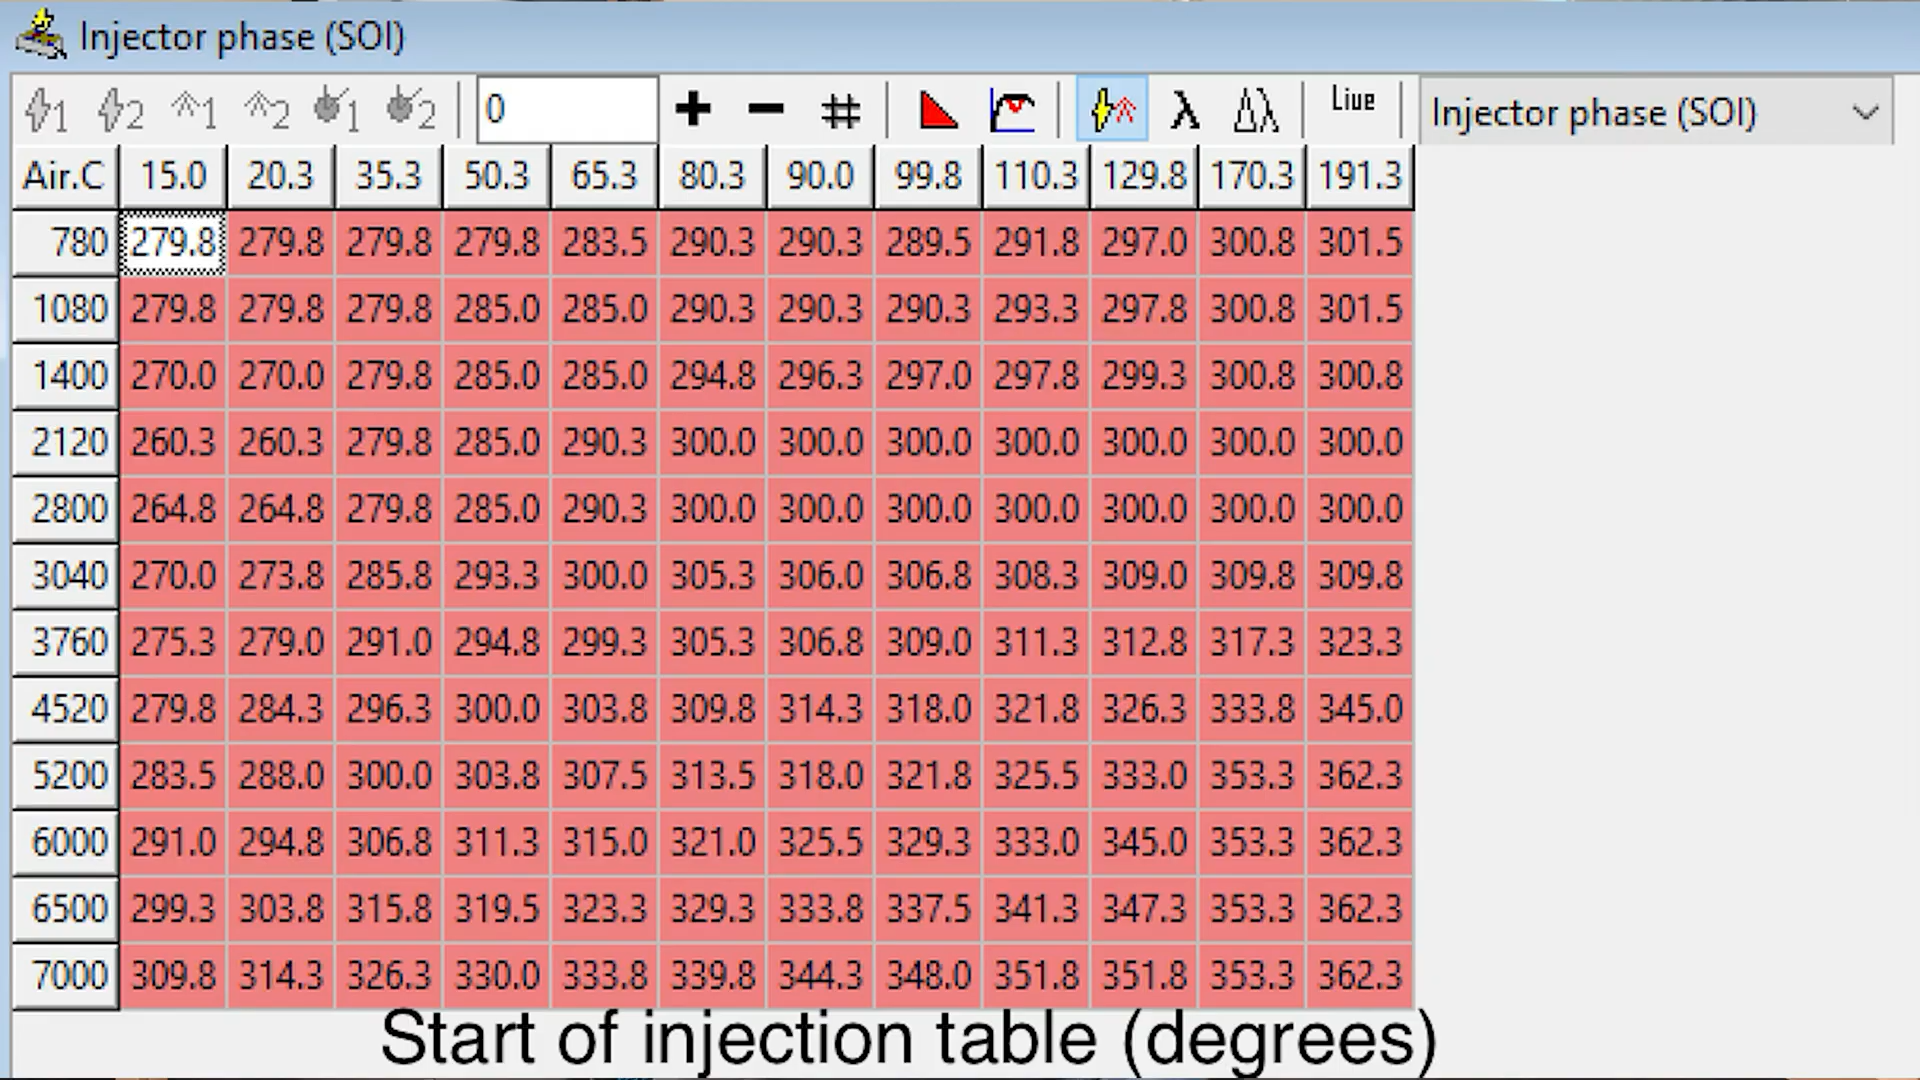 Injector phase (SOI)
1 2 1 2 1 2 0 Live Injector phase (SOI)
Air.C 15.0 20.3 35.3 50.3 65.3 80.3 90.0 99.8 110.3 129.8 170.3 191.3
780 279.8 279.8 279.8 279.8 283.5 290.3 290.3 289.5 291.8 297.0 300.8 301.5
1080 279.8 279.8 279.8 285.0 285.0 290.3 290.3 290.3 293.3 297.8 300.8 301.5
1400 270.0 270.0 279.8 285.0 285.0 294.8 296.3 297.0 297.8 299.3 300.8 300.8
2120 260.3 260.3 279.8 285.0 290.3 300.0 300.0 300.0 300.0 300.0 300.0 300.0
2800 264.8 264.8 279.8 285.0 290.3 300.0 300.0 300.0 300.0 300.0 300.0 300.0
3040 270.0 273.8 285.8 293.3 300.0 305.3 306.0 306.8 308.3 309.0 309.8 309.8
3760 275.3 279.0 291.0 294.8 299.3 305.3 306.8 309.0 311.3 312.8 317.3 323.3
4520 279.8 284.3 296.3 300.0 303.8 309.8 314.3 318.0 321.8 326.3 333.8 345.0
5200 283.5 288.0 300.0 303.8 307.5 313.5 318.0 321.8 325.5 333.0 353.3 362.3
6000 291.0 294.8 306.8 311.3 315.0 321.0 325.5 329.3 333.0 345.0 353.3 362.3
6500 299.3 303.8 315.8 319.5 323.3 329.3 333.8 337.5 341.3 347.3 353.3 362.3
7000 309.8 314.3 326.3 330.0 333.8 339.8 344.3 348.0 351.8 351.8 353.3 362.3
Start of injection table (degrees)